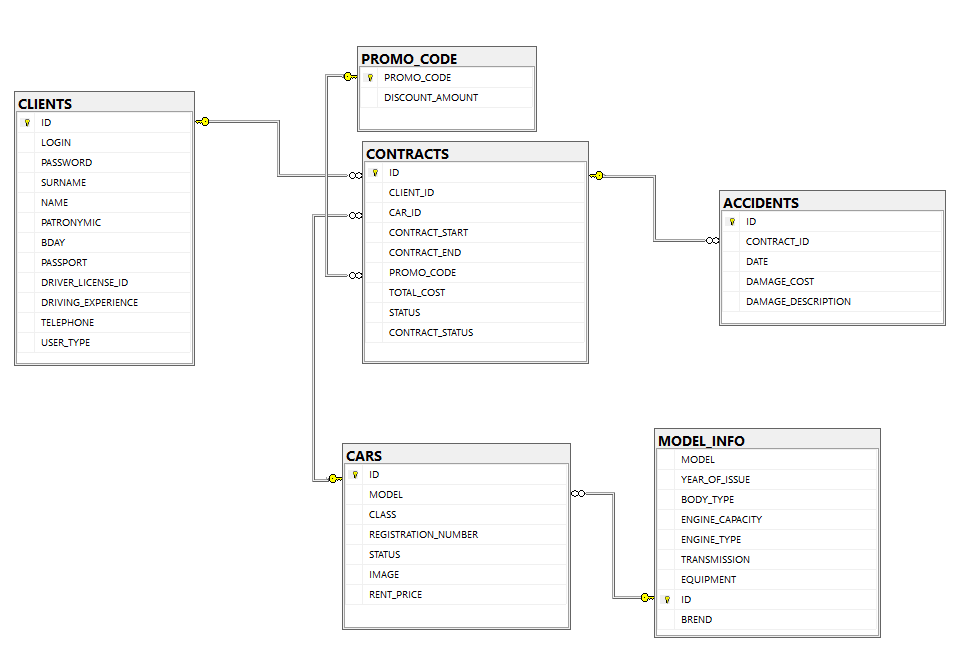 PROMO_CODE
PROMO_CODE
DISCOUNT_AMOUNT
CLIENTS
ID
LOGIN
PASSWORD
SURNAME
NAME
PATRONYMIC
BDAY
PASSPORT
DRIVER_LICENSE_ID
DRIVING_EXPERIENCE
TELEPHONE
USER_TYPE
CONTRACTS
ID
CLIENT_ID
CAR_ID
CONTRACT_START
CONTRACT_END
PROMO_CODE
TOTAL_COST
STATUS
CONTRACT_STATUS
ACCIDENTS
ID
CONTRACT_ID
DATE
DAMAGE_COST
DAMAGE_DESCRIPTION
CARS
ID
MODEL
CLASS
REGISTRATION_NUMBER
STATUS
IMAGE
RENT_PRICE
MODEL_INFO
MODEL
YEAR_OF_ISSUE
BODY_TYPE
ENGINE_CAPACITY
ENGINE_TYPE
TRANSMISSION
EQUIPMENT
ID
BREND